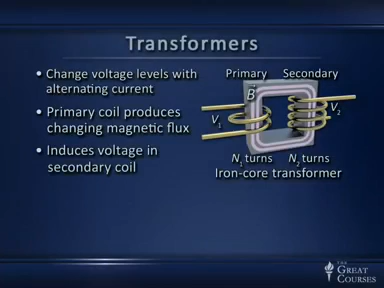 Transformers
• Change voltage levels with
alternating current
• Primary coil produces
changing magnetic flux
• Induces voltage in
secondary coil
Primary Secondary
B
V₁
V₂
N₁ turns N₂ turns
Iron-core transformer
THE
GREAT
COURSES